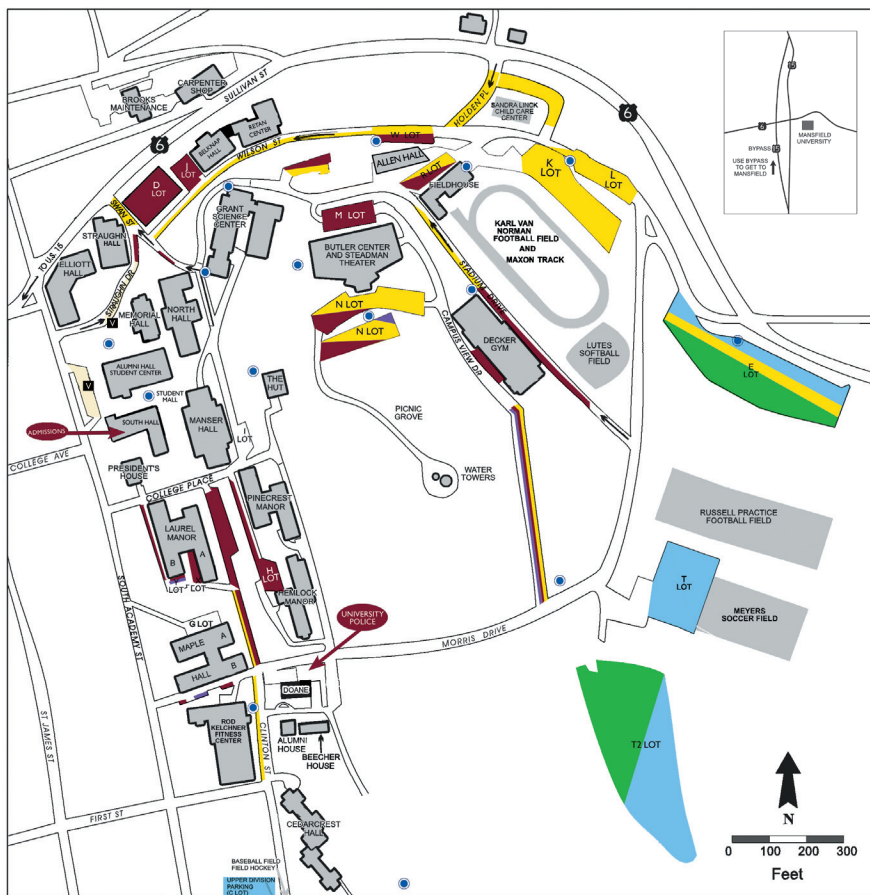 CARPENTER
SHOP
BROOKS
MAINTENANCE
SULLIVAN ST
6
RETAN
CENTER
BELKNAP
HALL
WILSON ST
J
LOT
D
LOT
SWAN ST
W LOT
HOLDEN PL
SANDRA LINCK
CHILD CARE
CENTER
6
ALLEN HALL
R LOT
FIELDHOUSE
K
LOT
L
LOT
6
15
15
BYPASS
USE BYPASS
TO GET TO
MANSFIELD
MANSFIELD
UNIVERSITY
GRANT
SCIENCE
CENTER
M LOT
BUTLER CENTER
AND STEADMAN
THEATER
KARL VAN
NORMAN
FOOTBALL FIELD
AND
MAXON TRACK
TO U.S. 15
STRAUGHN
HALL
ELLIOTT
HALL
STRAUGHN DR
V
MEMORIAL
HALL
NORTH
HALL
N LOT
N LOT
STADIUM DRIVE
CAMPUS VIEW DR
DECKER
GYM
LUTES
SOFTBALL
FIELD
E
LOT
ALUMNI HALL
STUDENT CENTER
V
STUDENT
MALL
THE
HUT
ADMISSIONS
SOUTH HALL
MANSER
HALL
I
LOT
PICNIC
GROVE
WATER
TOWERS
COLLEGE AVE
PRESIDENT'S
HOUSE
COLLEGE PLACE
PINECREST
MANOR
LAUREL
MANOR
B
A
LOT
LOT
H
LOT
HEMLOCK
MANOR
RUSSELL PRACTICE
FOOTBALL FIELD
T
LOT
MEYERS
SOCCER FIELD
SOUTH ACADEMY ST
G LOT
MAPLE
A
HALL
B
UNIVERSITY
POLICE
MORRIS DRIVE
DOANE
ROD
KELCHNER
FITNESS
CENTER
CLINTON ST
ALUMNI
HOUSE
BEECHER
HOUSE
ST JAMES ST
T2 LOT
FIRST ST
CEDARCREST
HALL
BASEBALL FIELD
FIELD HOCKEY
UPPER DIVISION
PARKING
(C LOT)
N
0 100 200 300
Feet